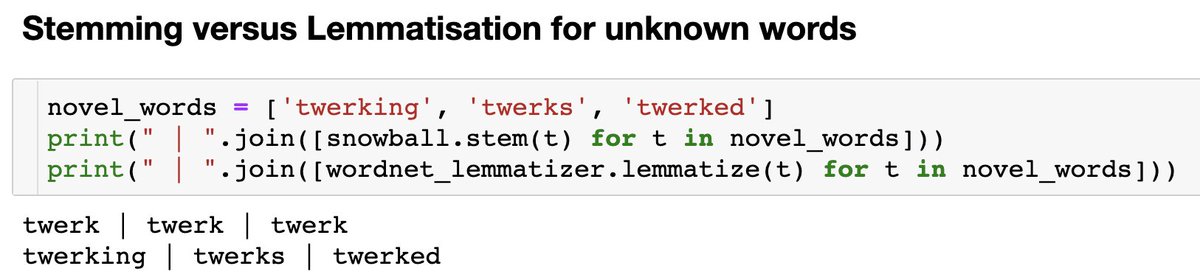 Stemming versus Lemmatisation for unknown words
novel_words = ['twerking', 'twerks', 'twerked']
print(" | ".join([snowball.stem(t) for t in novel_words]))
print(" | ".join([wordnet_lemmatizer.lemmatize(t) for t in novel_words]))
twerk | twerk | twerk
twerking | twerks | twerked